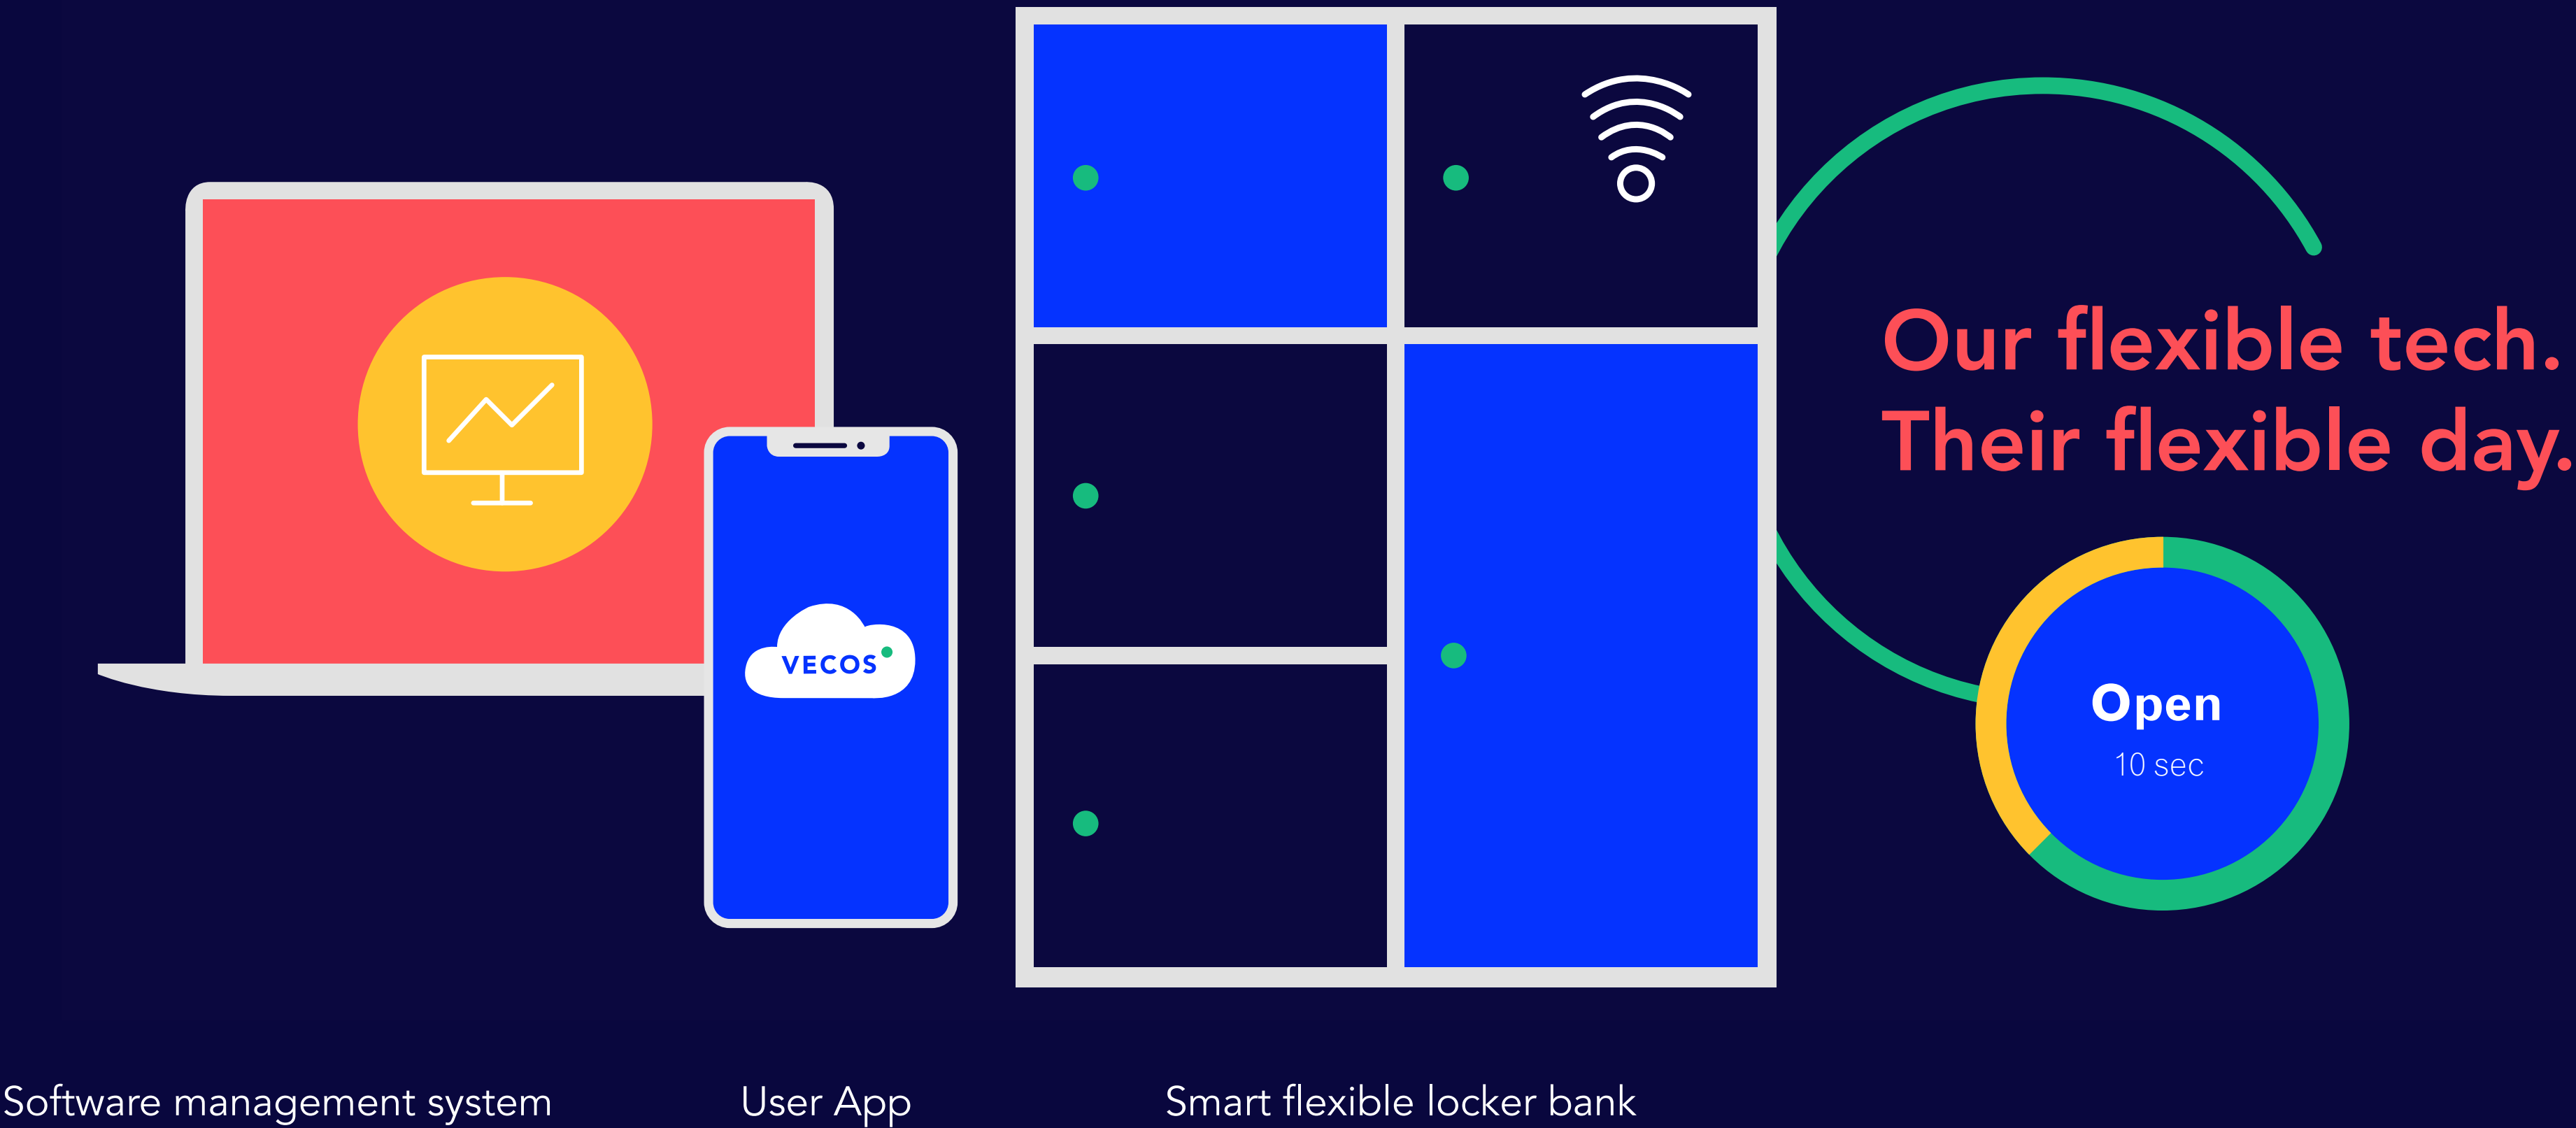 Our flexible tech.
Their flexible day.
VECOS
Open
10 sec
Software management system
User App
Smart flexible locker bank